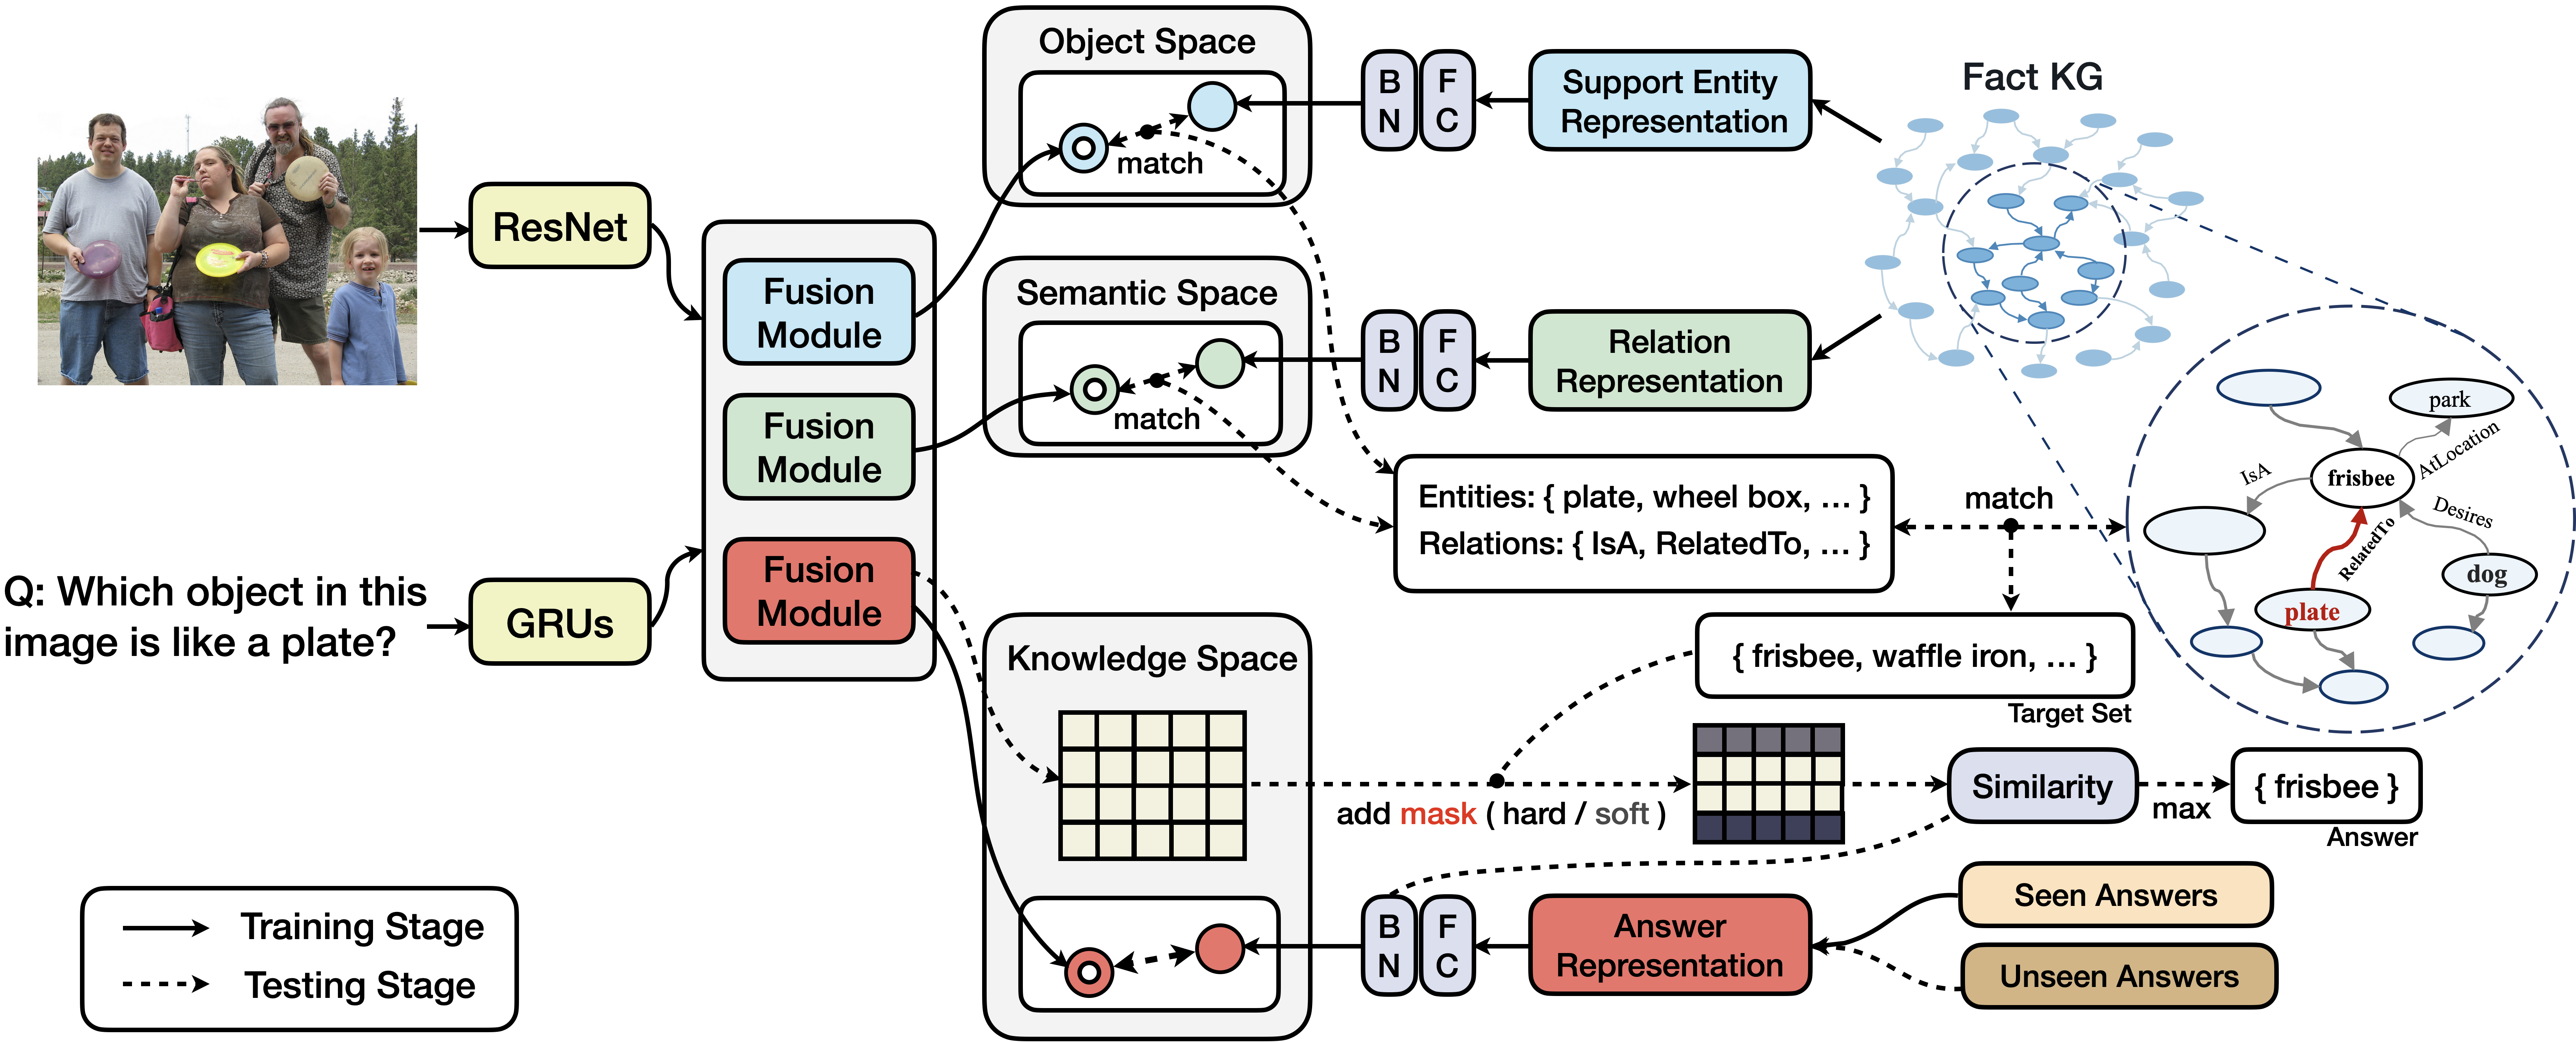 Object Space
match
B
N
F
C
Support Entity
Representation
Fact KG
ResNet
Fusion
Module
Semantic Space
match
B
N
F
C
Relation
Representation
Fusion
Module
Entities: { plate, wheel box, ... }
Relations: { IsA, RelatedTo, ... }
match
park
AtLocation
frisbee
IsA
Desires
RelatedTo
dog
plate
Q: Which object in this
image is like a plate?
GRUs
Fusion
Module
Knowledge Space
{ frisbee, waffle iron, ... }
Target Set
add mask ( hard / soft )
Similarity
max
{ frisbee }
Answer
B
N
F
C
Answer
Representation
Seen Answers
Unseen Answers
Training Stage
Testing Stage